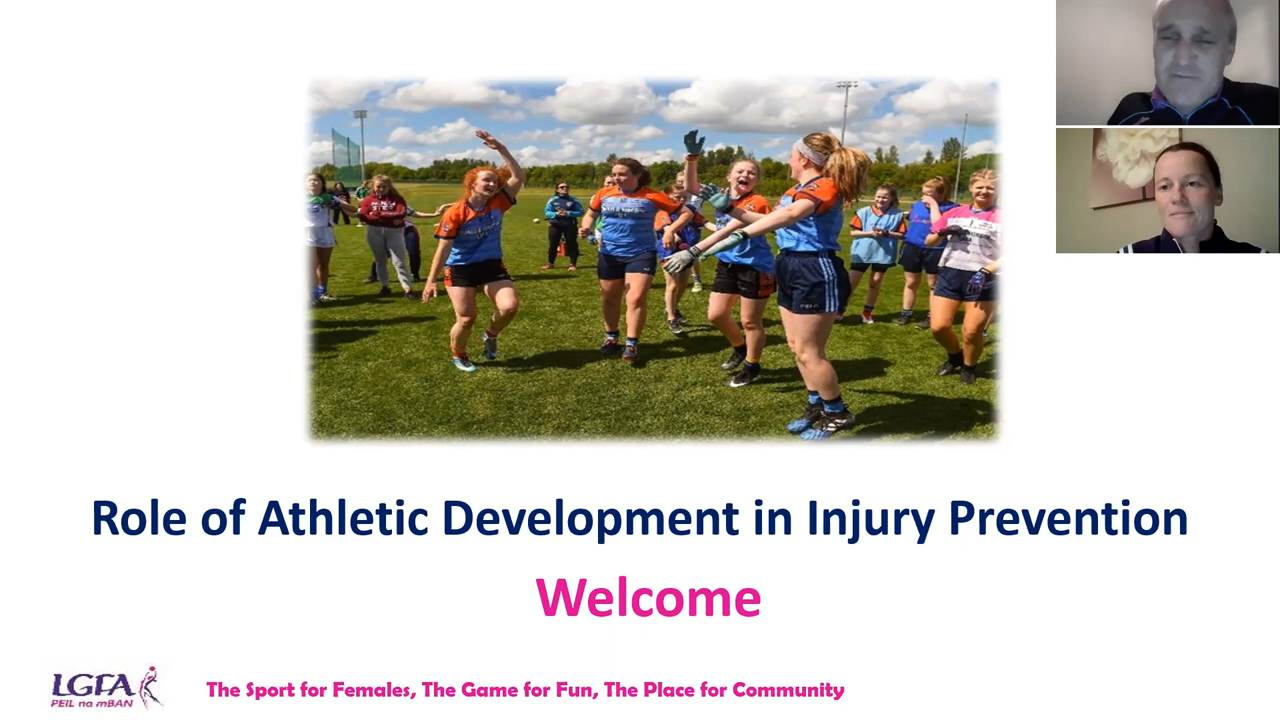 Role of Athletic Development in Injury Prevention
Welcome
LGFA
PEIL na mBAN
The Sport for Females, The Game for Fun, The Place for Community